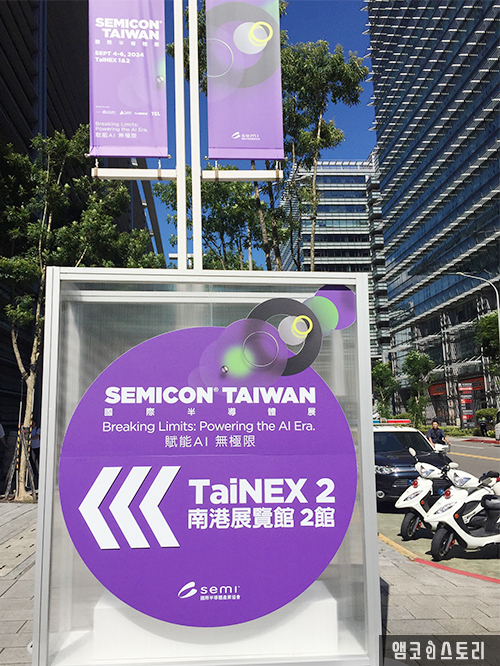 SEMICON®
TAIWAN
國際半導體展
SEPT 4-6, 2024
TaiNEX 1&2
TEL
Breaking Limits:
Powering the AI Era.
賦能AI 無極限
semi
SEMICON® TAIWAN
國際半導體展
Breaking Limits: Powering the AI Era.
賦能AI 無極限
TaiNEX 2
南港展覽館 2館
semi
國際半導體產業協會
앰코인스토리